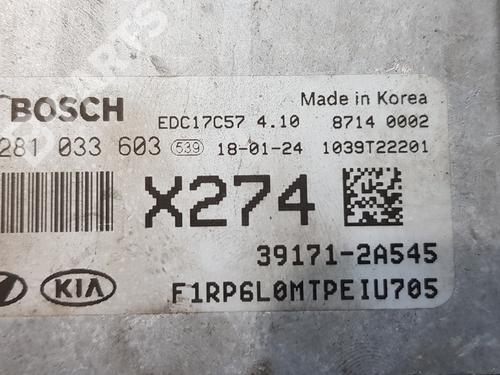 BOSCH
EDC17C57 4.10
Made in Korea
8714 0002
281 033 603
539
18-01-24
1039T22201
X274
39171-2A545
KIA
F1RP6L0MTPEIU705
PARTS